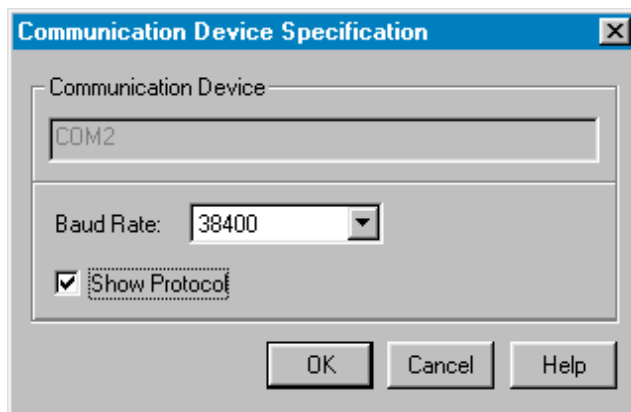 Communication Device Specification
Communication Device
COM2
Baud Rate: 38400
Show Protocol
OK Cancel Help